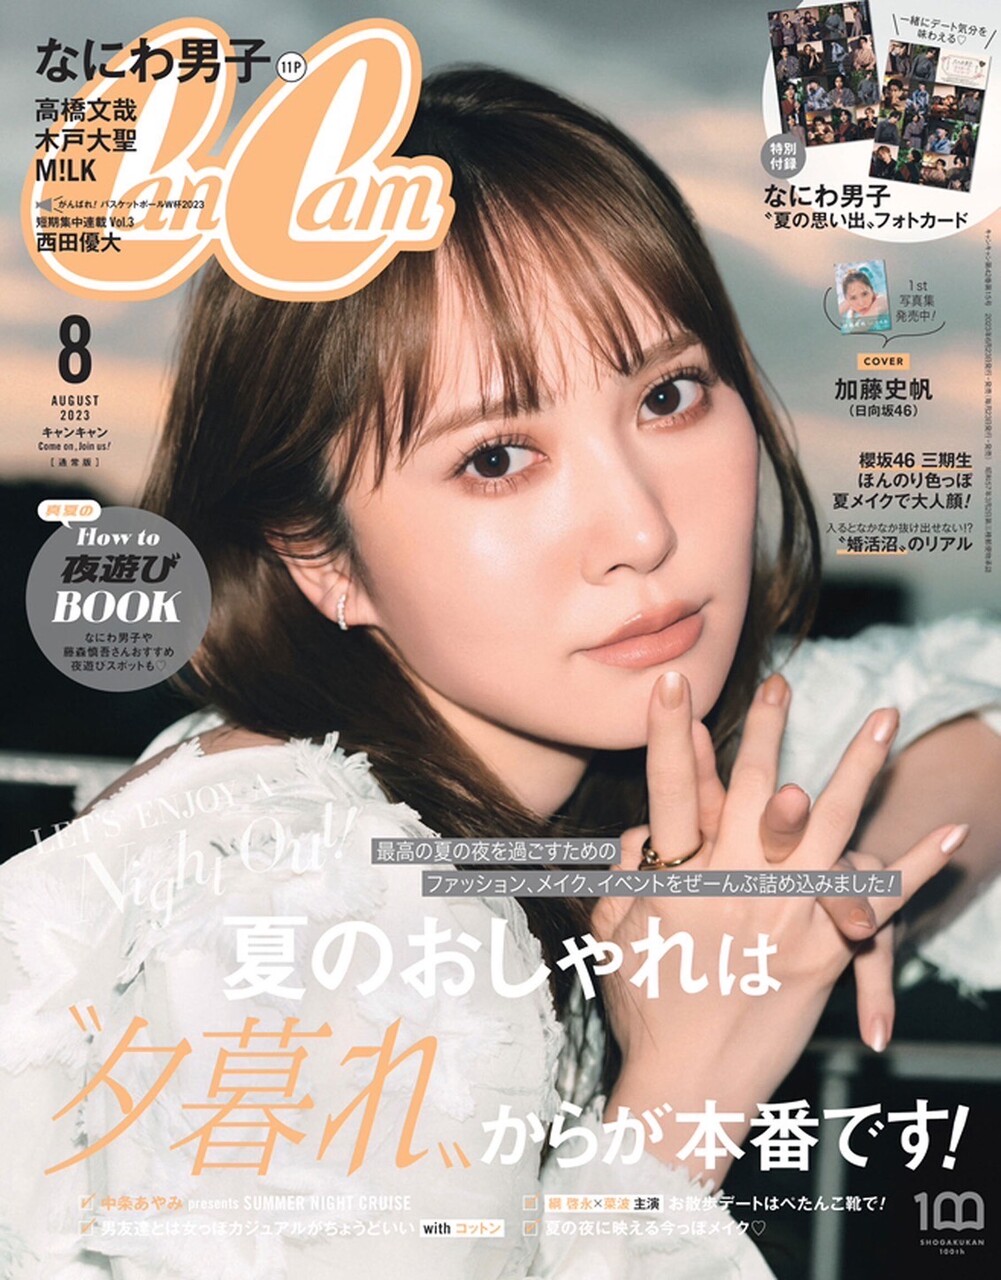 なにわ男子 11P
CanCam
高橋文哉
木戸大聖
M!LK
がんばれ! バスケットボールW杯2023
短期集中連載 Vol.3
西田優大
8
AUGUST
2023
キャンキャン
Come on, Join us!
[通常版]
一緒にデート気分を
味わえる♡
特別
付録
なにわ男子
〝夏の思い出〟フォトカード
1st
写真集
発売中!
COVER
加藤史帆
(日向坂46)
櫻坂46 三期生
ほんのり色っぽ
夏メイクで大人顔!
入るとなかなか抜け出せない!?
〝婚活沼〟のリアル
真夏の
How to
夜遊び
BOOK
なにわ男子や
藤森慎吾さんおすすめ
夜遊びスポットも♡
LET'S ENJOY A
Night Out!
最高の夏の夜を過ごすための
ファッション、メイク、イベントをぜーんぶ詰め込みました!
夏のおしゃれは
〝夕暮れ〟
からが本番です!
中条あやみ presents SUMMER NIGHT CRUISE
男友達とは女っぽカジュアルがちょうどいい with コットン
綱 啓永×菜波 主演 お散歩デートはぺたんこ靴で!
夏の夜に映える今っぽメイク♡
100
SHOGAKUKAN
100th